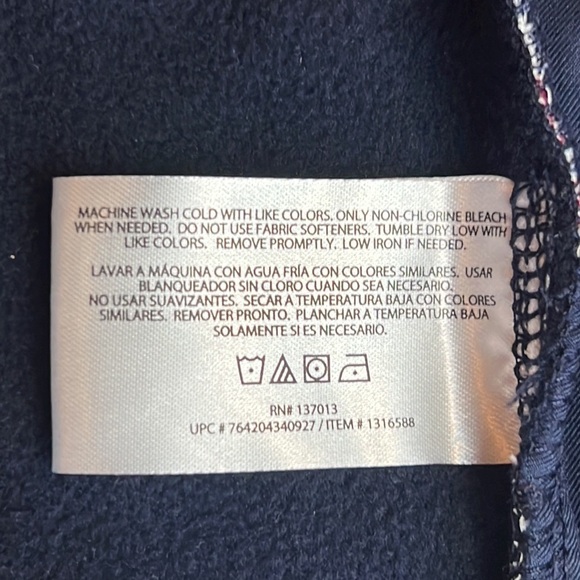 MACHINE WASH COLD WITH LIKE COLORS. ONLY NON-CHLORINE BLEACH
WHEN NEEDED. DO NOT USE FABRIC SOFTENERS. TUMBLE DRY LOW WITH
LIKE COLORS. REMOVE PROMPTLY. LOW IRON IF NEEDED.
LAVAR A MÁQUINA CON AGUA FRÍA CON COLORES SIMILARES. USAR
BLANQUEADOR SIN CLORO CUANDO SEA NECESARIO.
NO USAR SUAVIZANTES. SECAR A TEMPERATURA BAJA CON COLORES
SIMILARES. REMOVER PRONTO. PLANCHAR A TEMPERATURA BAJA
SOLAMENTE SI ES NECESARIO.
RN# 137013
UPC # 764204340927 / ITEM # 1316588